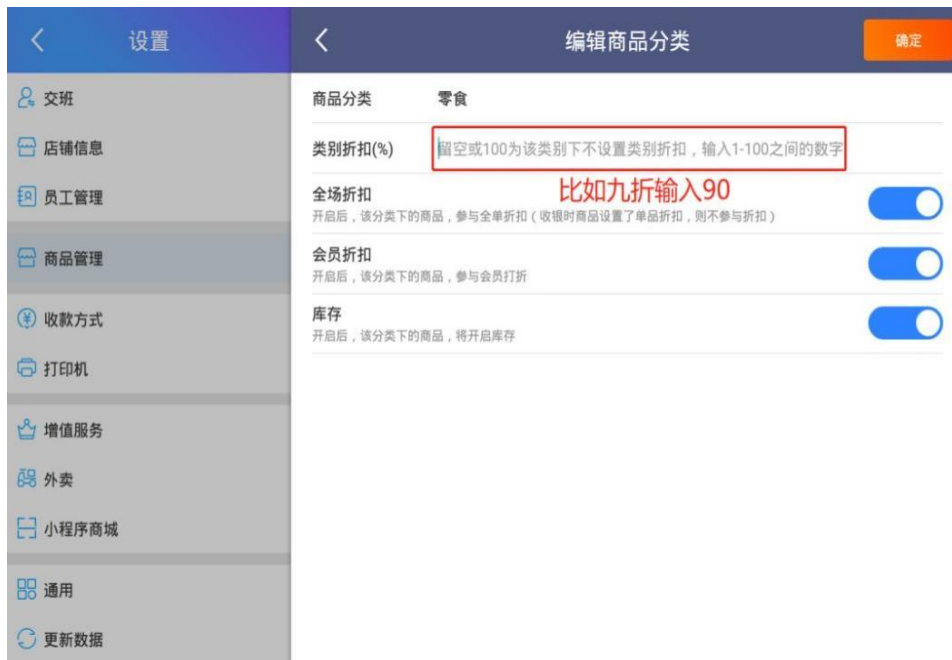 设置
交班
店铺信息
员工管理
商品管理
收款方式
打印机
增值服务
外卖
小程序商城
通用
更新数据
编辑商品分类
确定
商品分类 零食
类别折扣(%) 留空或100为该类别下不设置类别折扣，输入1-100之间的数字
比如九折输入90
全场折扣
开启后，该分类下的商品，参与全单折扣（收银时商品设置了单品折扣，则不参与折扣）
会员折扣
开启后，该分类下的商品，参与会员打折
库存
开启后，该分类下的商品，将开启库存